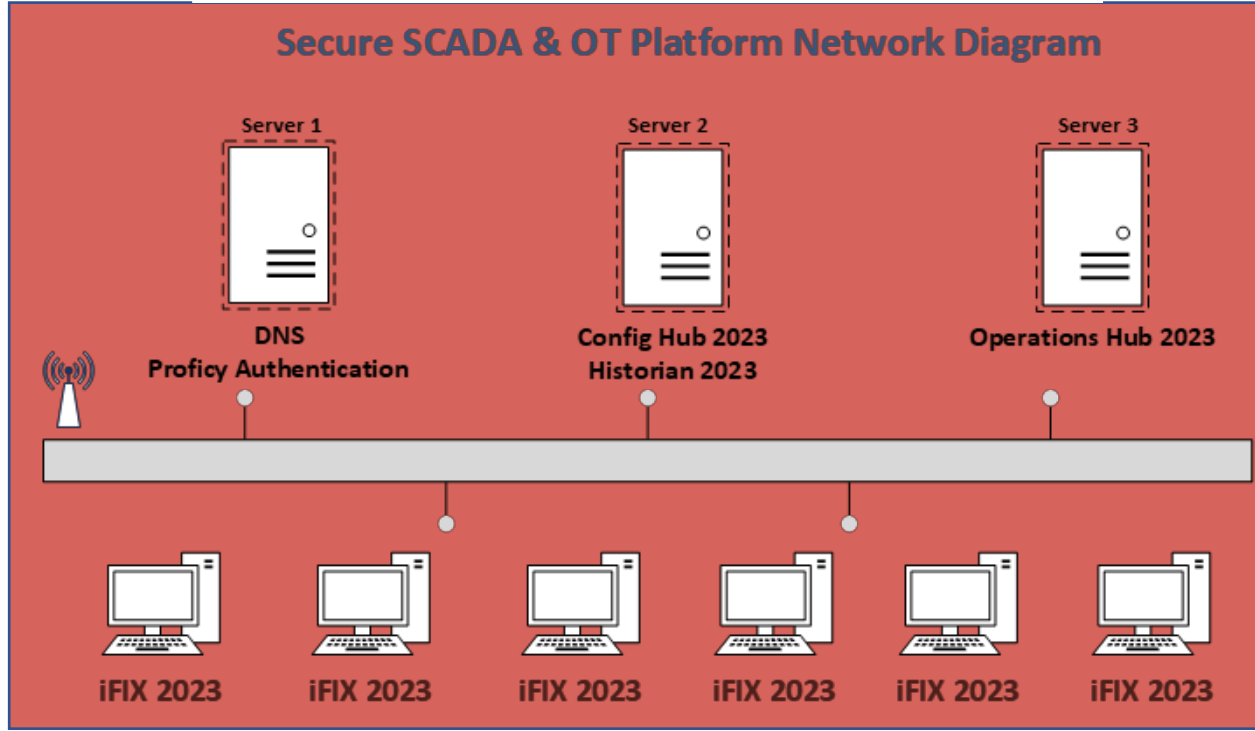 Secure SCADA & OT Platform Network Diagram
Server 1
Server 2
Server 3
DNS
Proficy Authentication
Config Hub 2023
Historian 2023
Operations Hub 2023
iFIX 2023
iFIX 2023
iFIX 2023
iFIX 2023
iFIX 2023
iFIX 2023